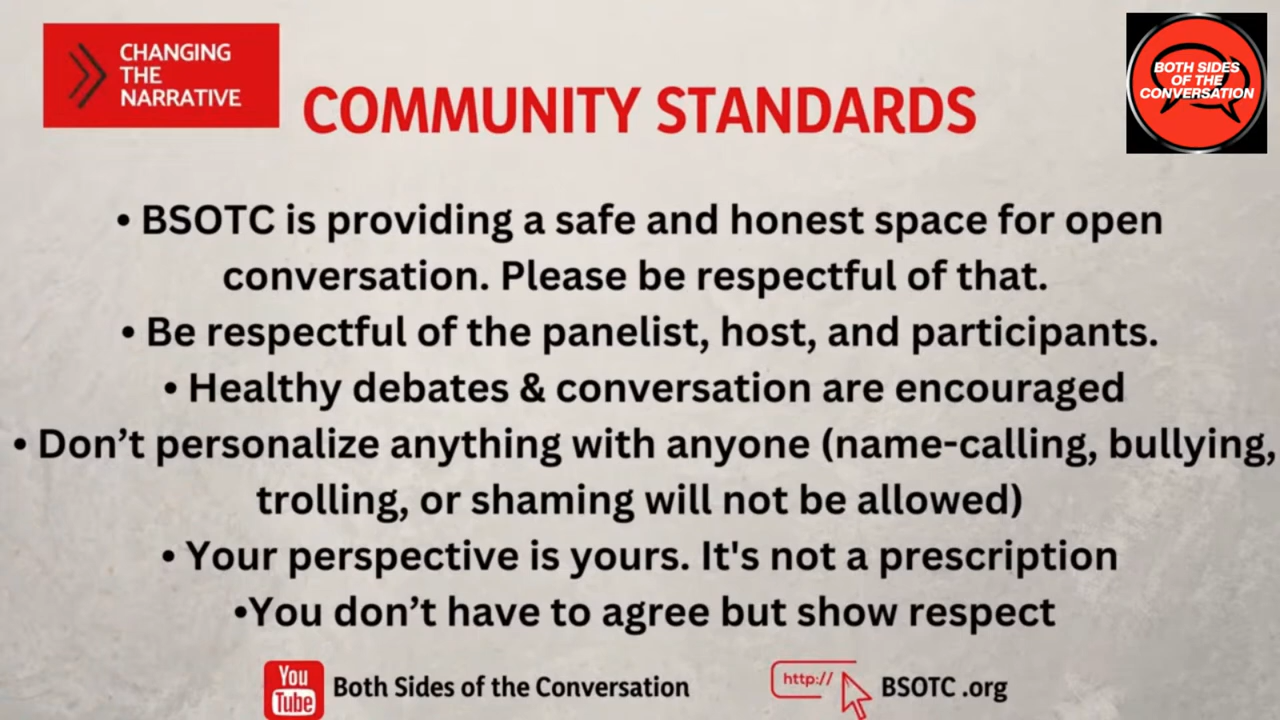 CHANGING
THE
NARRATIVE
BOTH SIDES
OF THE
CONVERSATION
COMMUNITY STANDARDS
• BSOTC is providing a safe and honest space for open
conversation. Please be respectful of that.
• Be respectful of the panelist, host, and participants.
• Healthy debates & conversation are encouraged
• Don’t personalize anything with anyone (name-calling, bullying,
trolling, or shaming will not be allowed)
• Your perspective is yours. It's not a prescription
•You don’t have to agree but show respect
You
Tube
Both Sides of the Conversation
http://
BSOTC .org